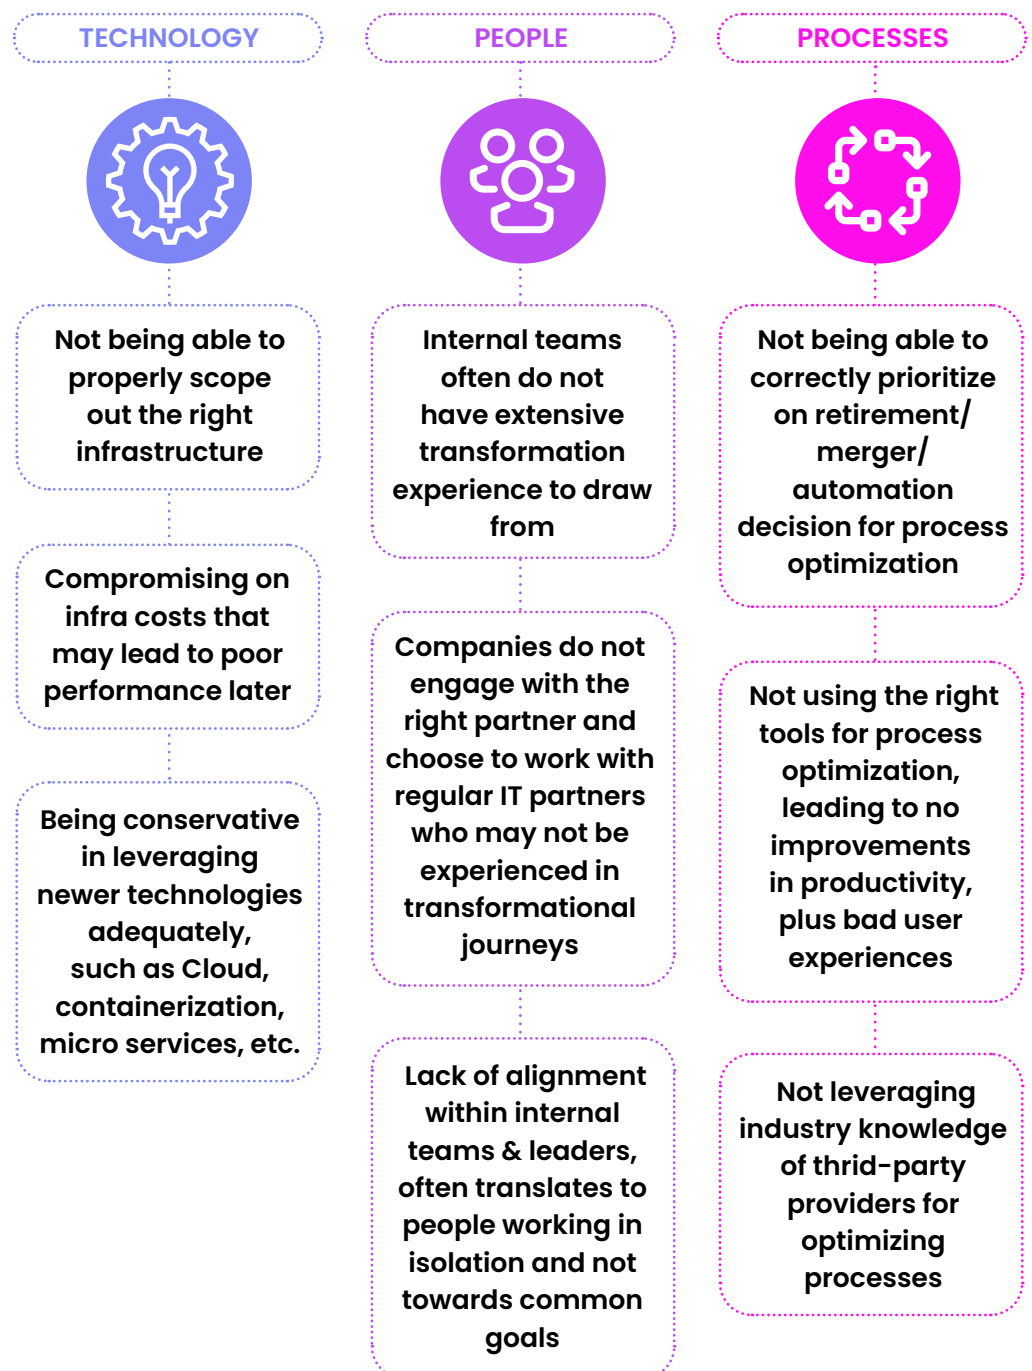 TECHNOLOGY
Not being able to
properly scope
out the right
infrastructure
Compromising on
infra costs that
may lead to poor
performance later
Being conservative
in leveraging
newer technologies
adequately,
such as Cloud,
containerization,
micro services, etc.
PEOPLE
Internal teams
often do not
have extensive
transformation
experience to draw
from
Companies do not
engage with the
right partner and
choose to work with
regular IT partners
who may not be
experienced in
transformational
journeys
Lack of alignment
within internal
teams & leaders,
often translates to
people working in
isolation and not
towards common
goals
PROCESSES
Not being able to
correctly prioritize
on retirement/
merger/
automation
decision for process
optimization
Not using the right
tools for process
optimization,
leading to no
improvements
in productivity,
plus bad user
experiences
Not leveraging
industry knowledge
of thrid-party
providers for
optimizing
processes